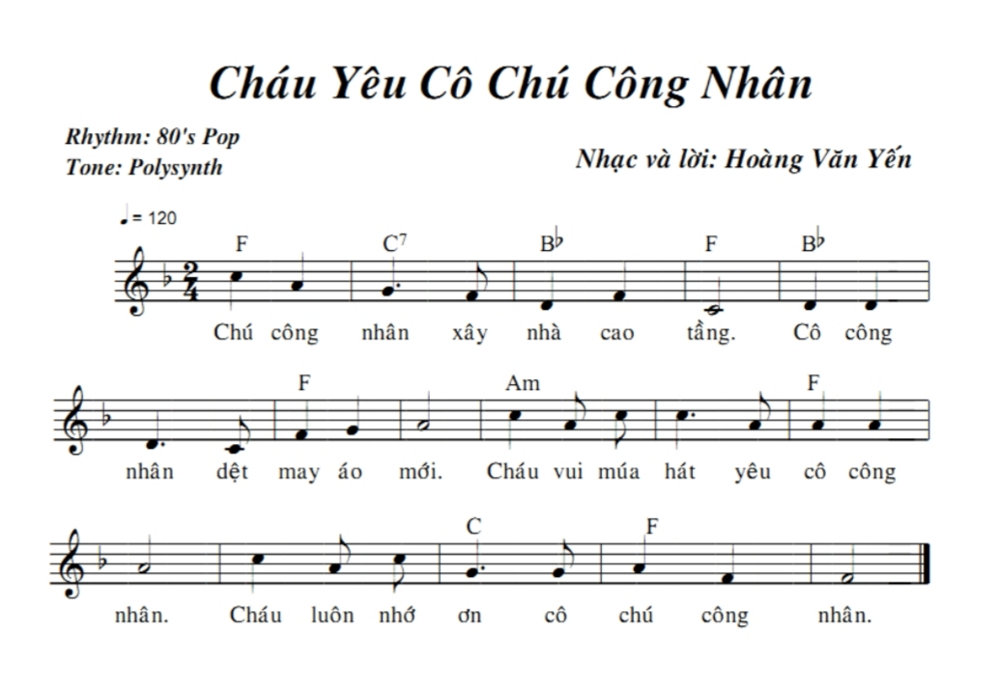 Cháu Yêu Cô Chú Công Nhân
Rhythm: 80's Pop
Tone: Polysynth
Nhạc và lời: Hoàng Văn Yến
♩ = 120
F C7 B♭ F B♭
2/4
Chú công nhân xây nhà cao tầng. Cô công
F Am F
nhân dệt may áo mới. Cháu vui múa hát yêu cô công
C F
nhân. Cháu luôn nhớ ơn cô chú công nhân.